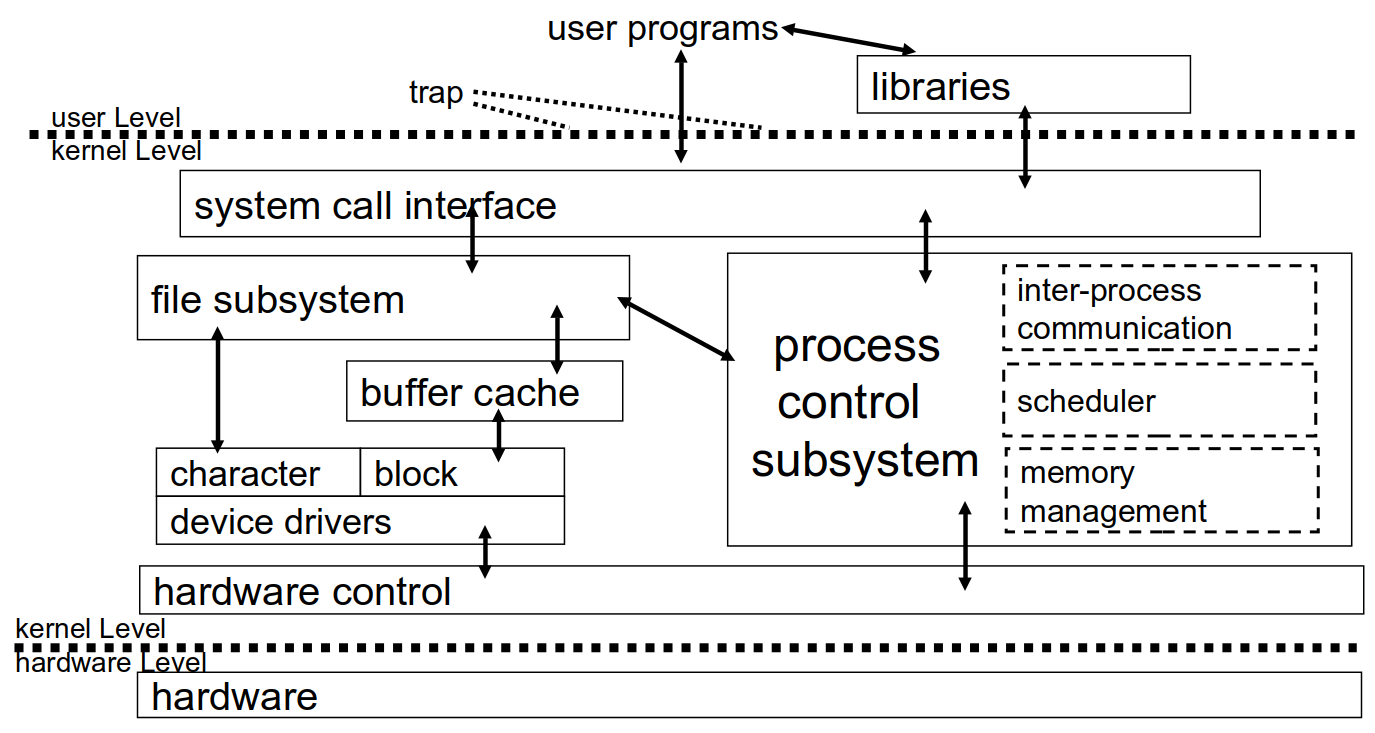 user programs
libraries
trap
user Level
kernel Level
system call interface
file subsystem
buffer cache
character
block
device drivers
process
control
subsystem
inter-process
communication
scheduler
memory
management
hardware control
kernel Level
hardware Level
hardware